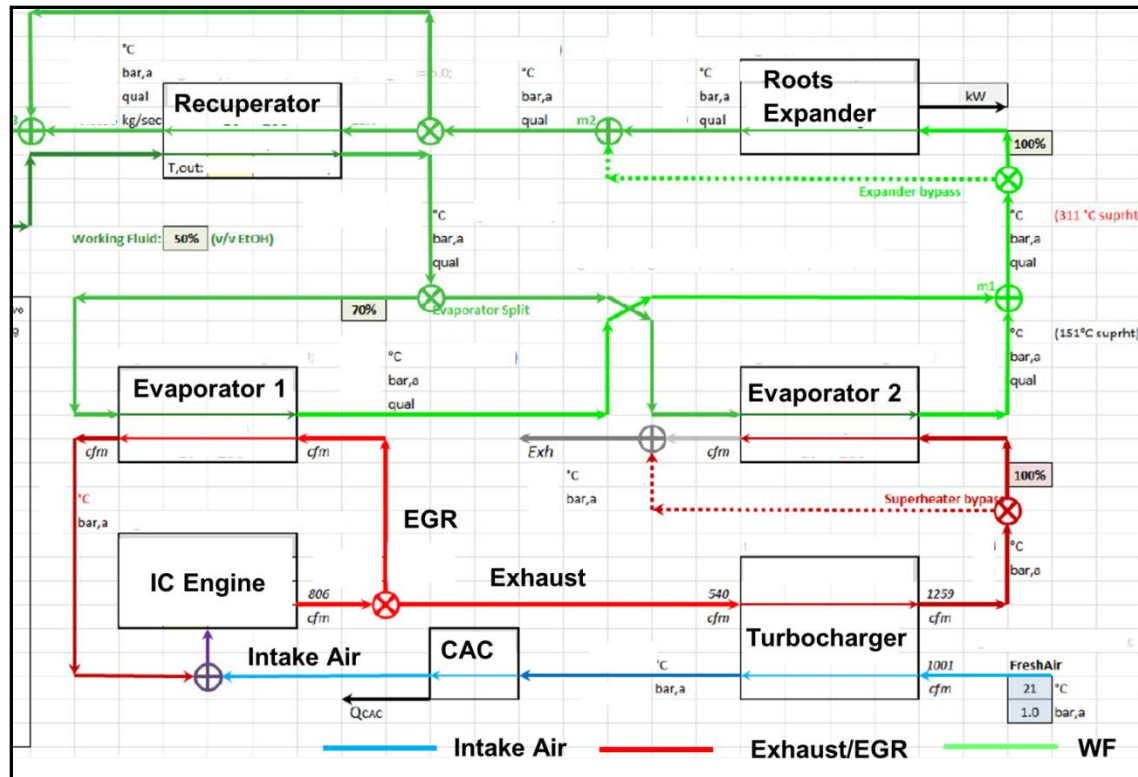 °C
bar,a
qual
kg/sec
Recuperator
T,out:
°C
bar,a
qual
m2
°C
bar,a
qual
Roots
Expander
kW
100%
Expander bypass
°C (311 °C suprht)
bar,a
qual
Working Fluid: 50% (v/v EtOH)
°C
bar,a
qual
m1
70%
Evaporator Split
°C (151°C suprht)
bar,a
qual
°C
bar,a
qual
Evaporator 1
Evaporator 2
cfm
cfm
Exh
cfm
°C
bar,a
°C
bar,a
100%
Superheater bypass
EGR
°C
bar,a
IC Engine
806
cfm
Exhaust
540
cfm
1259
cfm
Turbocharger
Intake Air
CAC
QCAC
°C
bar,a
1001
cfm
FreshAir
21 °C
1.0 bar,a
Intake Air
Exhaust/EGR
WF